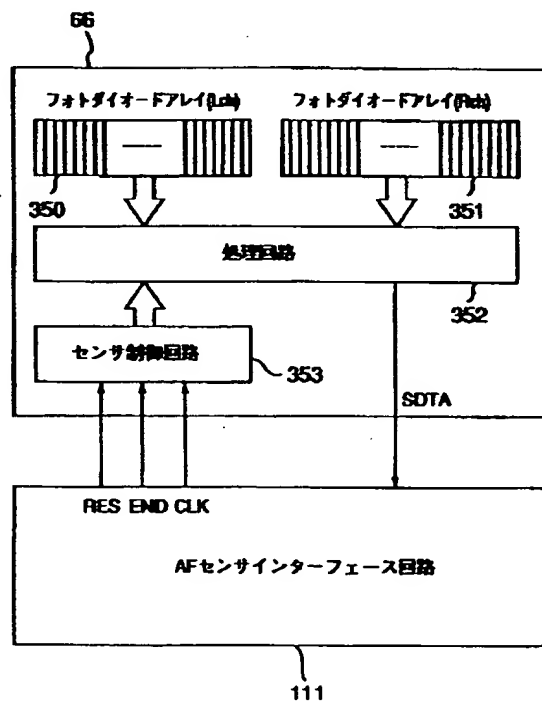 66
フォトダイオードアレイ(Lch) フォトダイオードアレイ(Rch)
350 351
処理回路
352
センサ制御回路
353
SDTA
RES END CLK
AFセンサインターフェース回路
111